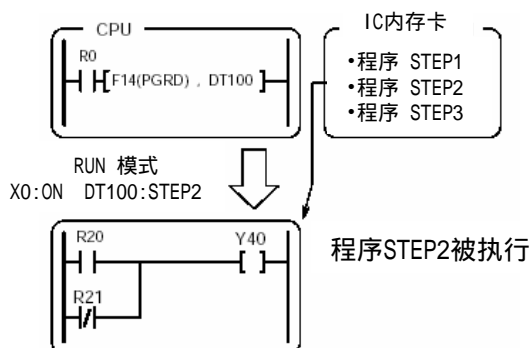 CPU
R0
F14(PGRD) , DT100
IC内存卡
•程序 STEP1
•程序 STEP2
•程序 STEP3
RUN 模式
X0:ON DT100:STEP2
R20
Y40
R21
程序STEP2被执行